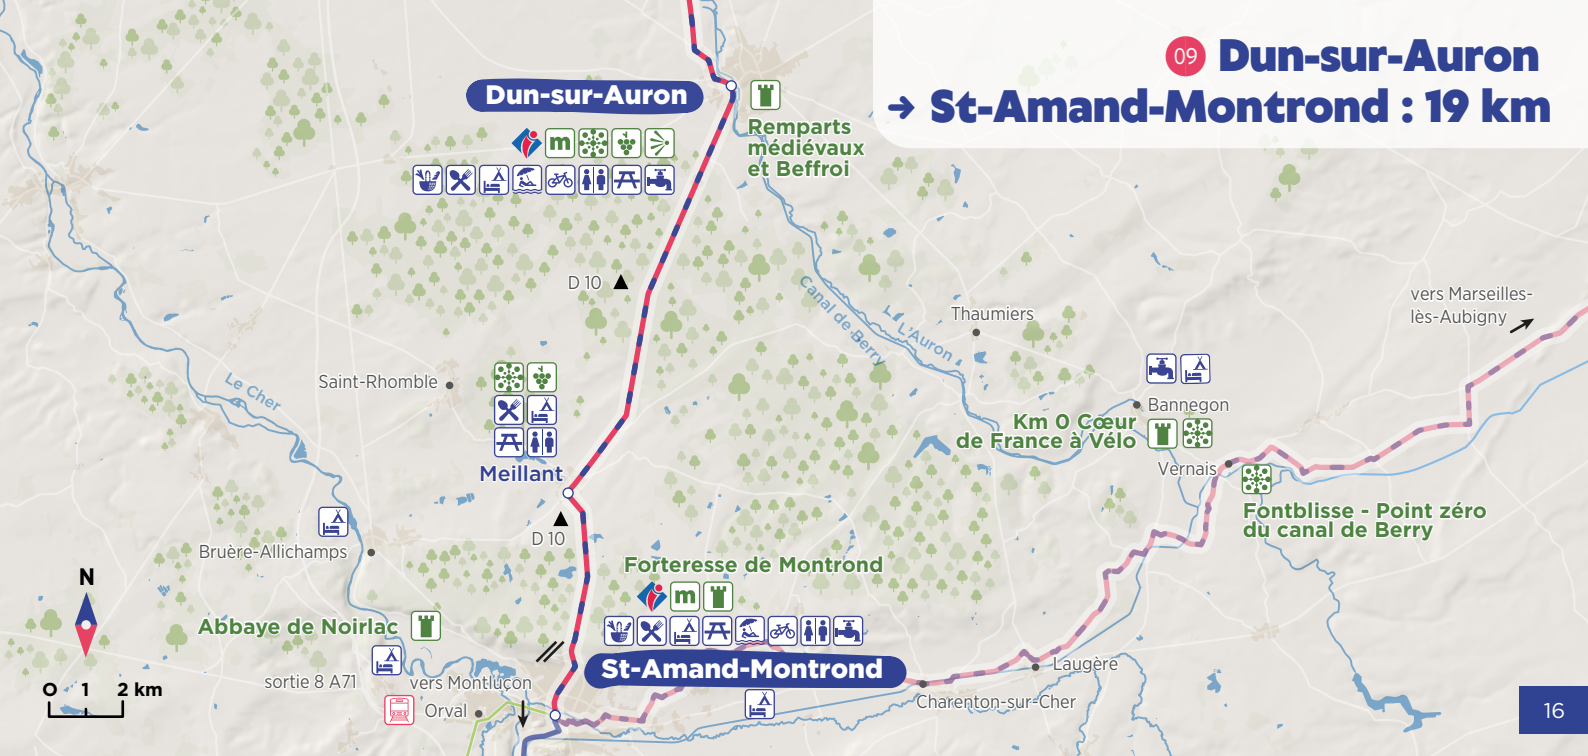 09 Dun-sur-Auron
→ St-Amand-Montrond : 19 km
Dun-sur-Auron
m
Remparts
médiévaux
et Beffroi
D 10
Canal de Berry
L'Auron
Thaumiers
vers Marseilles-
lès-Aubigny
Le Cher
Saint-Rhomble
Meillant
Bannegon
Km 0 Cœur
de France à Vélo
Vernais
Fontblisse - Point zéro
du canal de Berry
D 10
Bruère-Allichamps
Forteresse de Montrond
m
N
Abbaye de Noirlac
St-Amand-Montrond
Laugère
sortie 8 A71
vers Montluçon
Orval
Charenton-sur-Cher
0 1 2 km
16